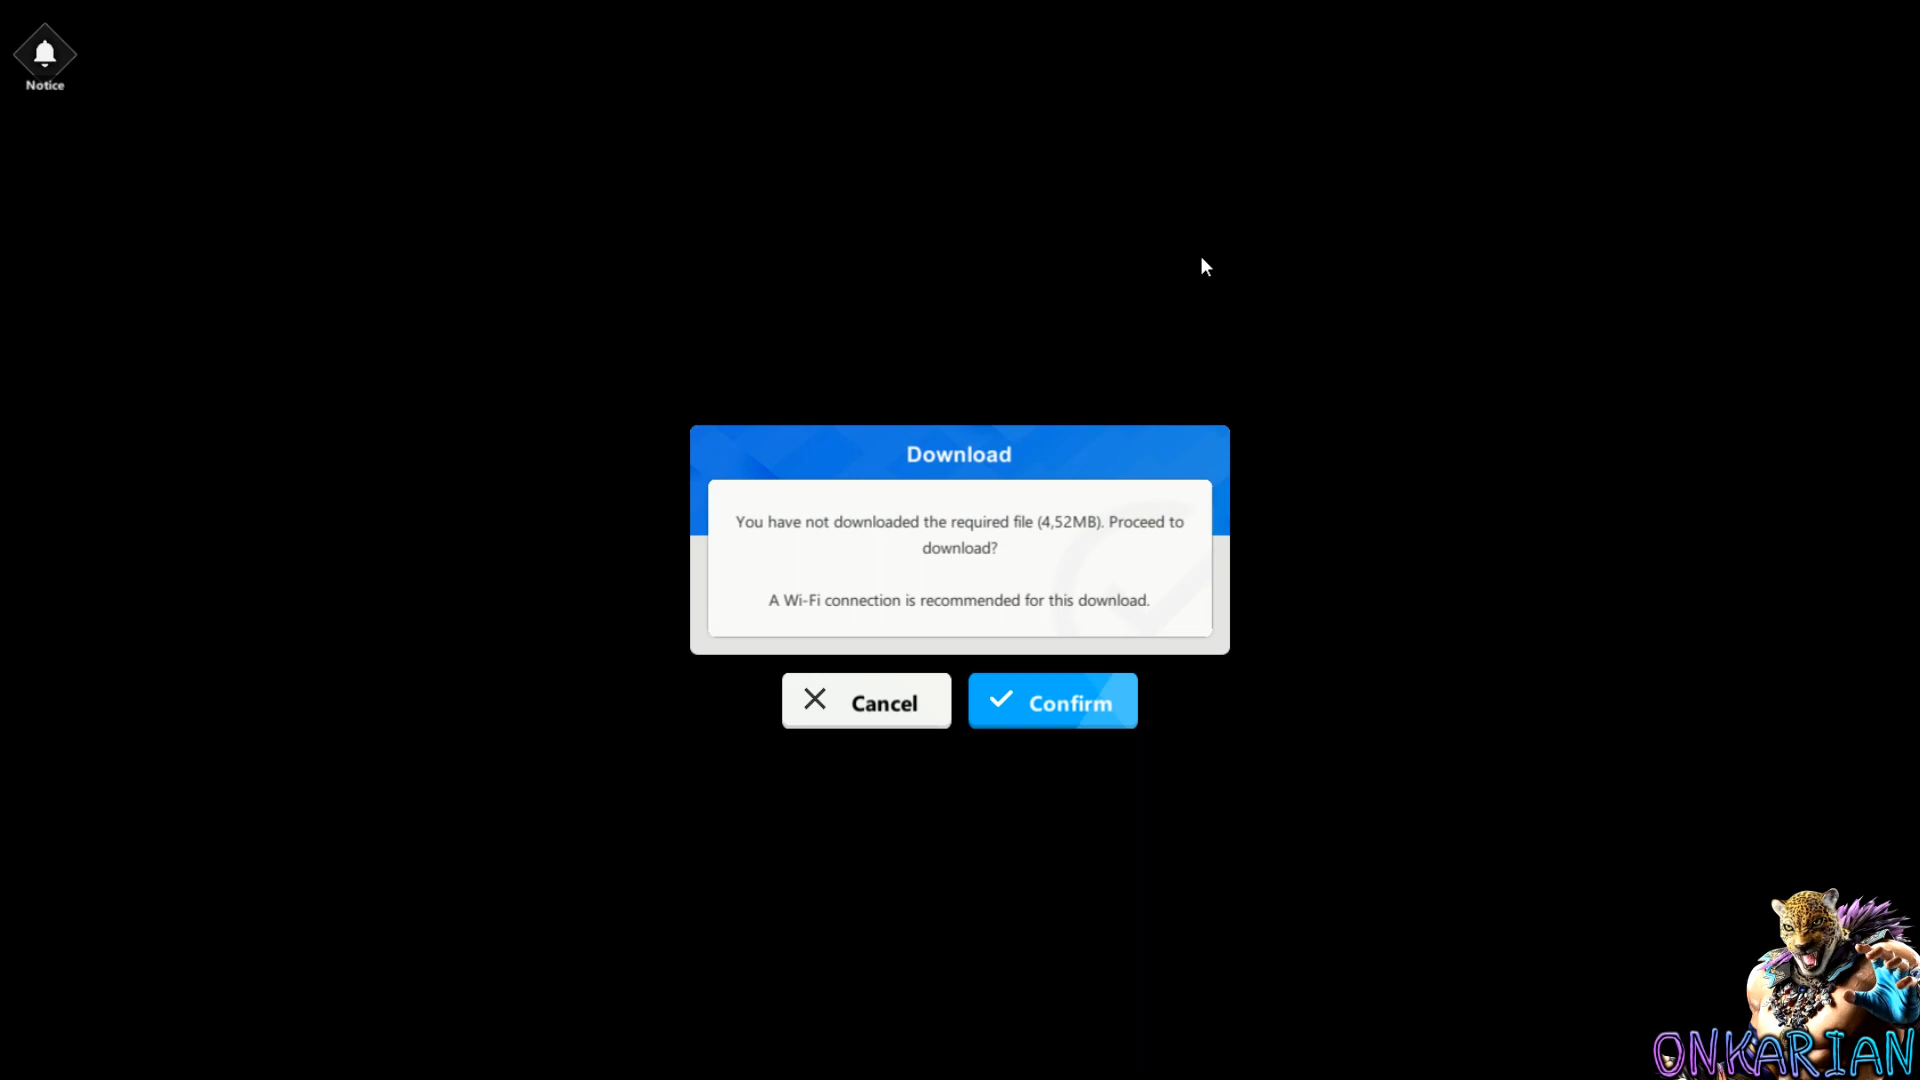 Notice
Download
You have not downloaded the required file (4,52MB). Proceed to
download?
A Wi-Fi connection is recommended for this download.
Cancel
Confirm
ONKARIAN